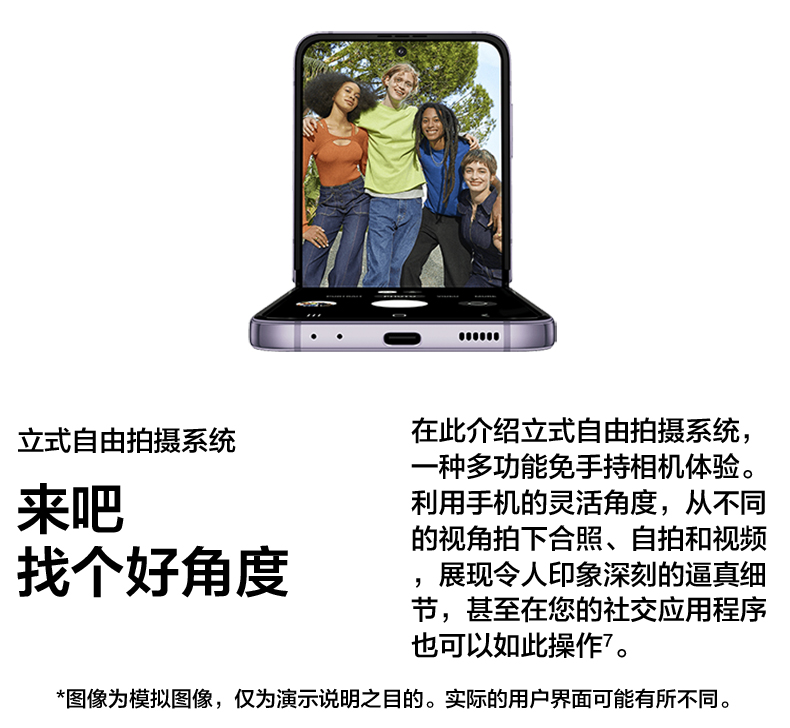 立式自由拍摄系统
来吧
找个好角度
在此介绍立式自由拍摄系统，
一种多功能免手持相机体验。
利用手机的灵活角度，从不同
的视角拍下合照、自拍和视频
，展现令人印象深刻的逼真细
节，甚至在您的社交应用程序
也可以如此操作7。
*图像为模拟图像，仅为演示说明之目的。实际的用户界面可能有所不同。